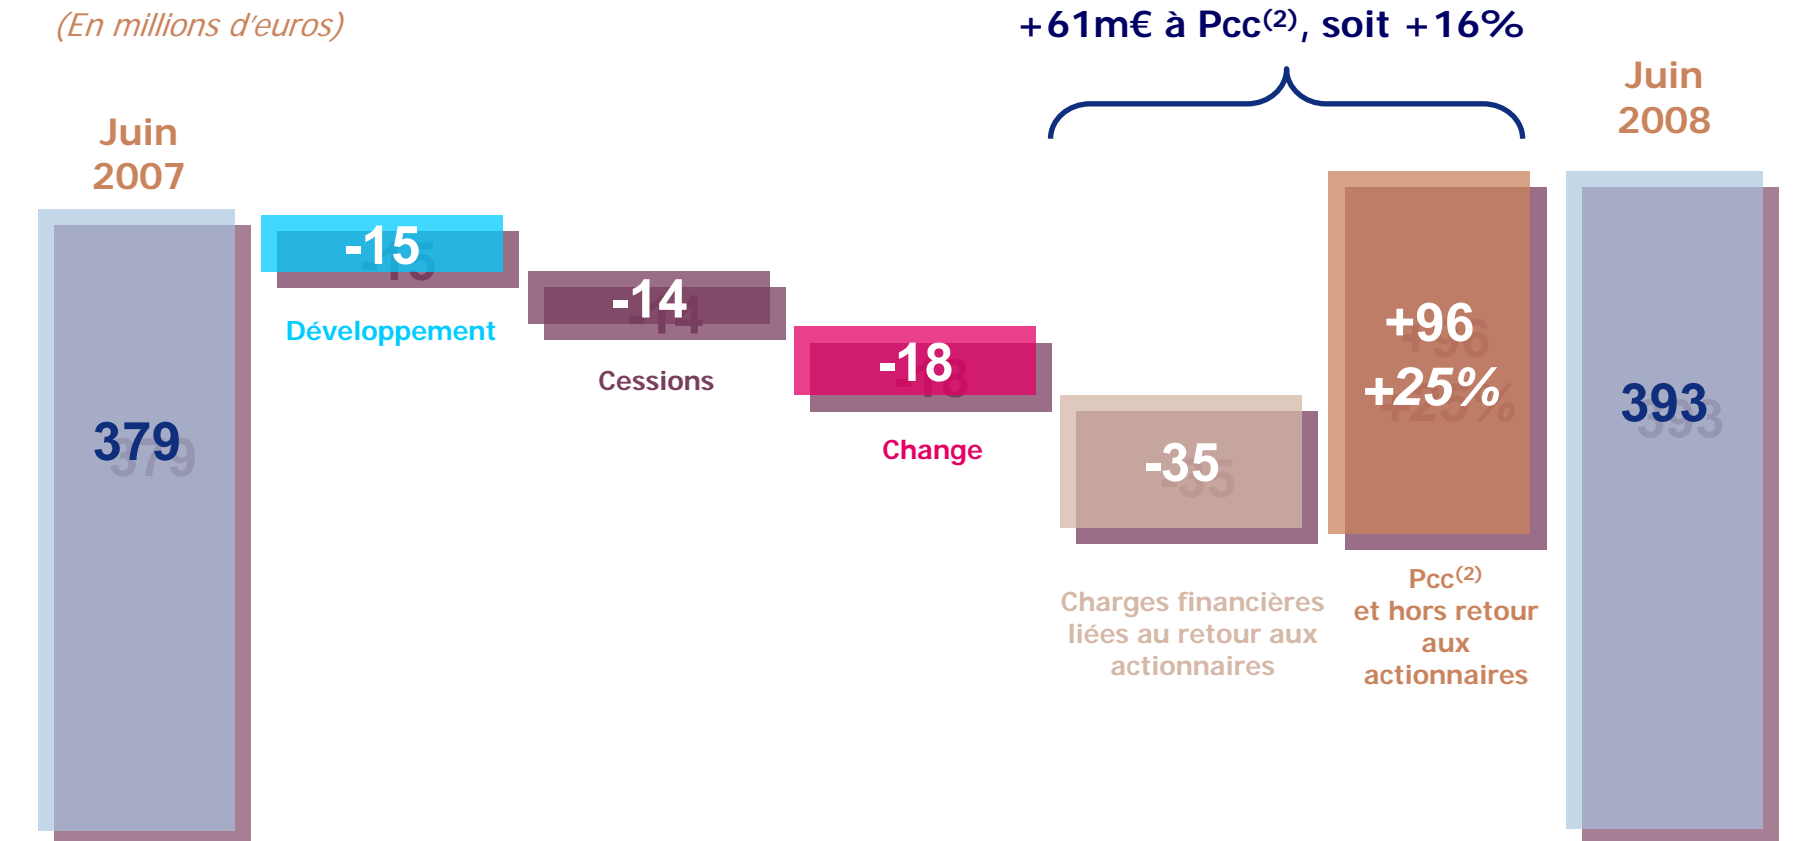 (En millions d'euros)
+61m€ à Pcc(2), soit +16%
Juin
2007
Juin
2008
379
-15
Développement
-14
Cessions
-18
Change
-35
Charges financières
liées au retour aux
actionnaires
+96
+25%
Pcc(2)
et hors retour
aux
actionnaires
393